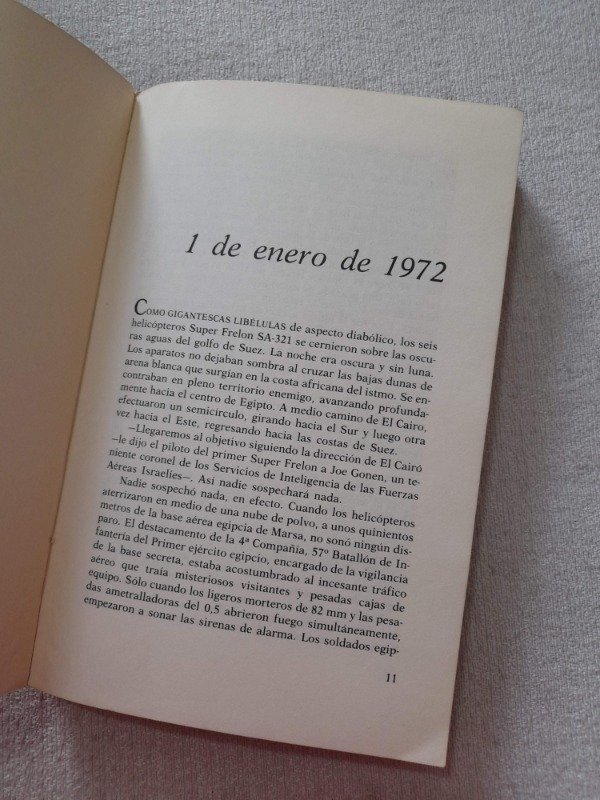 1 de enero de 1972
COMO GIGANTESCAS LIBÉLULAS de aspecto diabólico, los seis
helicópteros Super Frelon SA-321 se cernieron sobre las oscu-
ras aguas del golfo de Suez. La noche era oscura y sin luna.
Los aparatos no dejaban sombra al cruzar las bajas dunas de
arena blanca que surgían en la costa africana del istmo. Se en-
contraban en pleno territorio enemigo, avanzando profunda-
mente hacia el centro de Egipto. A medio camino de El Cairo,
efectuaron un semicírculo, girando hacia el Sur y luego otra
vez hacia el Este, regresando hacia las costas de Suez.
—Llegaremos al objetivo siguiendo la dirección de El Cairo
—le dijo el piloto del primer Super Frelon a Joe Gonen, un te-
niente coronel de los Servicios de Inteligencia de las Fuerzas
Aéreas Israelíes—. Así nadie sospechará nada.
Nadie sospechó nada, en efecto. Cuando los helicópteros
aterrizaron en medio de una nube de polvo, a unos quinientos
metros de la base aérea egipcia de Marsa, no sonó ningún dis-
paro. El destacamento de la 4ª Compañía, 57º Batallón de In-
fantería del Primer ejército egipcio, encargado de la vigilancia
de la base secreta, estaba acostumbrado al incesante tráfico
aéreo que traía misteriosos visitantes y pesadas cajas de
equipo. Sólo cuando los ligeros morteros de 82 mm y las pesa-
das ametralladoras del 0,5 abrieron fuego simultáneamente,
empezaron a sonar las sirenas de alarma. Los soldados egip-
11